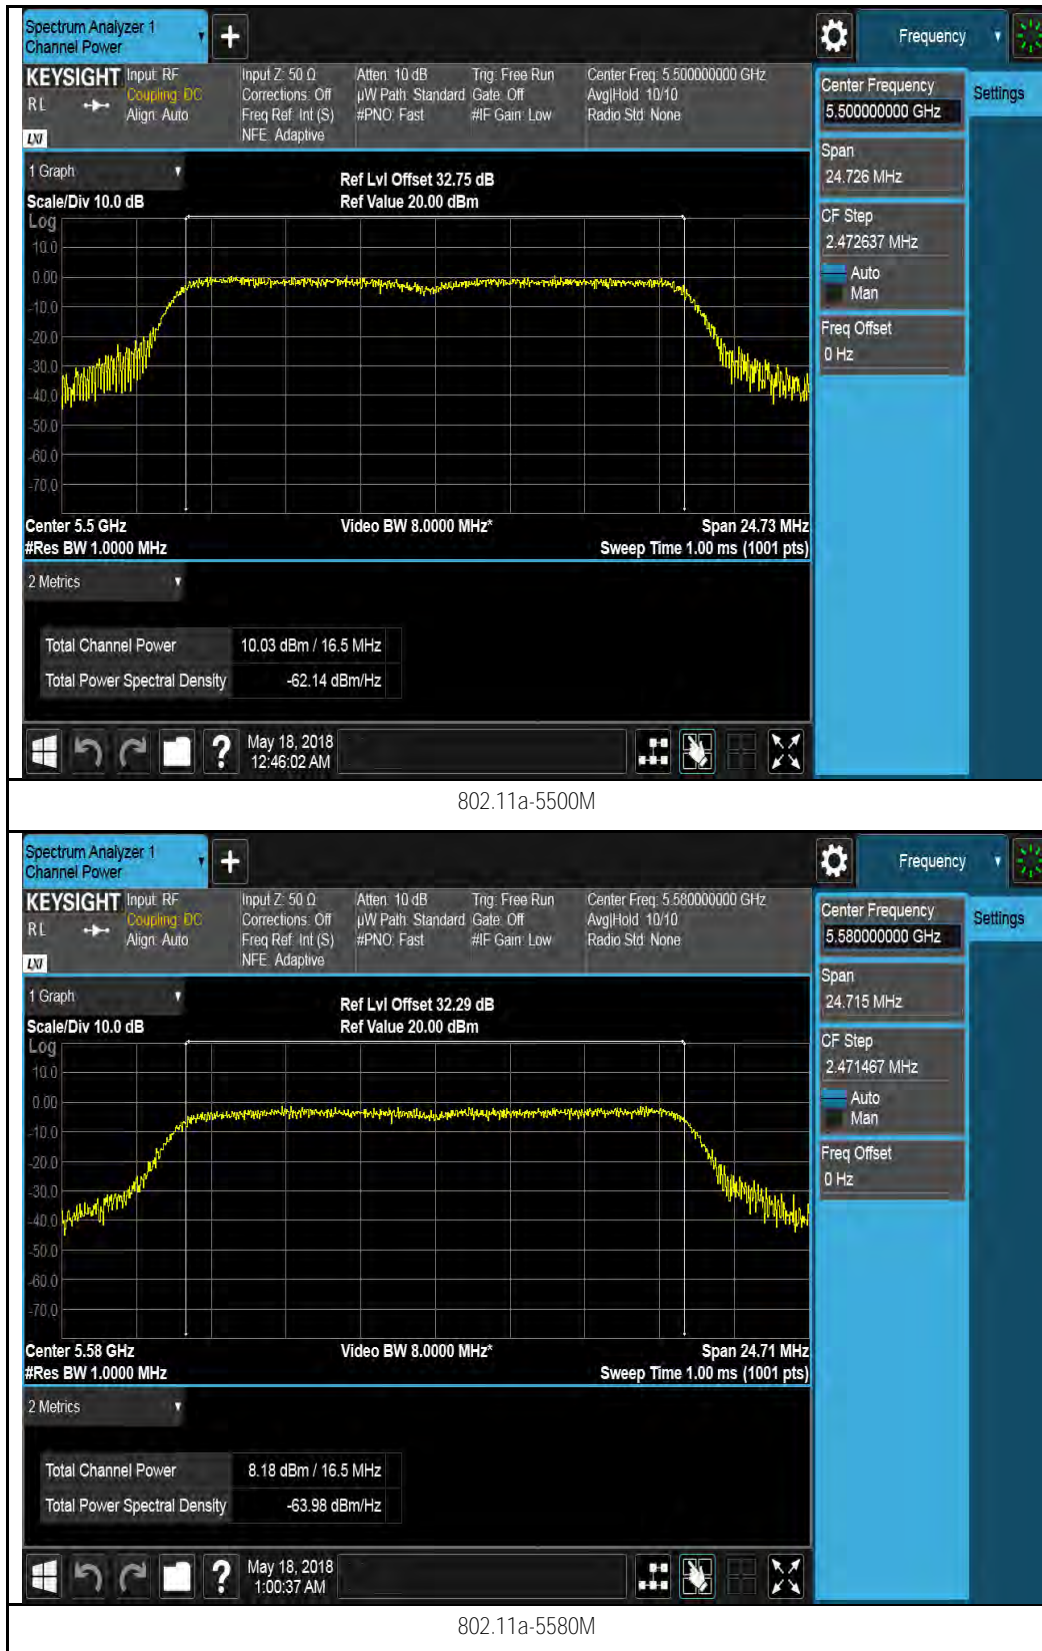 Spectrum Analyzer 1
Channel Power
Frequency
KEYSIGHT
RL
LXI
Input: RF
Coupling: DC
Align: Auto
Input Z: 50 Ω
Corrections: Off
Freq Ref: Int (S)
NFE: Adaptive
Atten: 10 dB
µW Path: Standard
#PNO: Fast
Trig: Free Run
Gate: Off
#IF Gain: Low
Center Freq: 5.500000000 GHz
Avg|Hold: 10/10
Radio Std: None
Center Frequency
5.500000000 GHz
Settings
Span
24.726 MHz
CF Step
2.472637 MHz
Auto
Man
Freq Offset
0 Hz
1 Graph
Scale/Div 10.0 dB
Ref Lvl Offset 32.75 dB
Ref Value 20.00 dBm
Log
10.0
0.00
-10.0
-20.0
-30.0
-40.0
-50.0
-60.0
-70.0
Center 5.5 GHz
#Res BW 1.0000 MHz
Video BW 8.0000 MHz*
Span 24.73 MHz
Sweep Time 1.00 ms (1001 pts)
2 Metrics
Total Channel Power 10.03 dBm / 16.5 MHz
Total Power Spectral Density -62.14 dBm/Hz
?
May 18, 2018
12:46:02 AM
802.11a-5500M
Spectrum Analyzer 1
Channel Power
Frequency
KEYSIGHT
RL
LXI
Input: RF
Coupling: DC
Align: Auto
Input Z: 50 Ω
Corrections: Off
Freq Ref: Int (S)
NFE: Adaptive
Atten: 10 dB
µW Path: Standard
#PNO: Fast
Trig: Free Run
Gate: Off
#IF Gain: Low
Center Freq: 5.580000000 GHz
Avg|Hold: 10/10
Radio Std: None
Center Frequency
5.580000000 GHz
Settings
Span
24.715 MHz
CF Step
2.471467 MHz
Auto
Man
Freq Offset
0 Hz
1 Graph
Scale/Div 10.0 dB
Ref Lvl Offset 32.29 dB
Ref Value 20.00 dBm
Log
10.0
0.00
-10.0
-20.0
-30.0
-40.0
-50.0
-60.0
-70.0
Center 5.58 GHz
#Res BW 1.0000 MHz
Video BW 8.0000 MHz*
Span 24.71 MHz
Sweep Time 1.00 ms (1001 pts)
2 Metrics
Total Channel Power 8.18 dBm / 16.5 MHz
Total Power Spectral Density -63.98 dBm/Hz
?
May 18, 2018
1:00:37 AM
802.11a-5580M